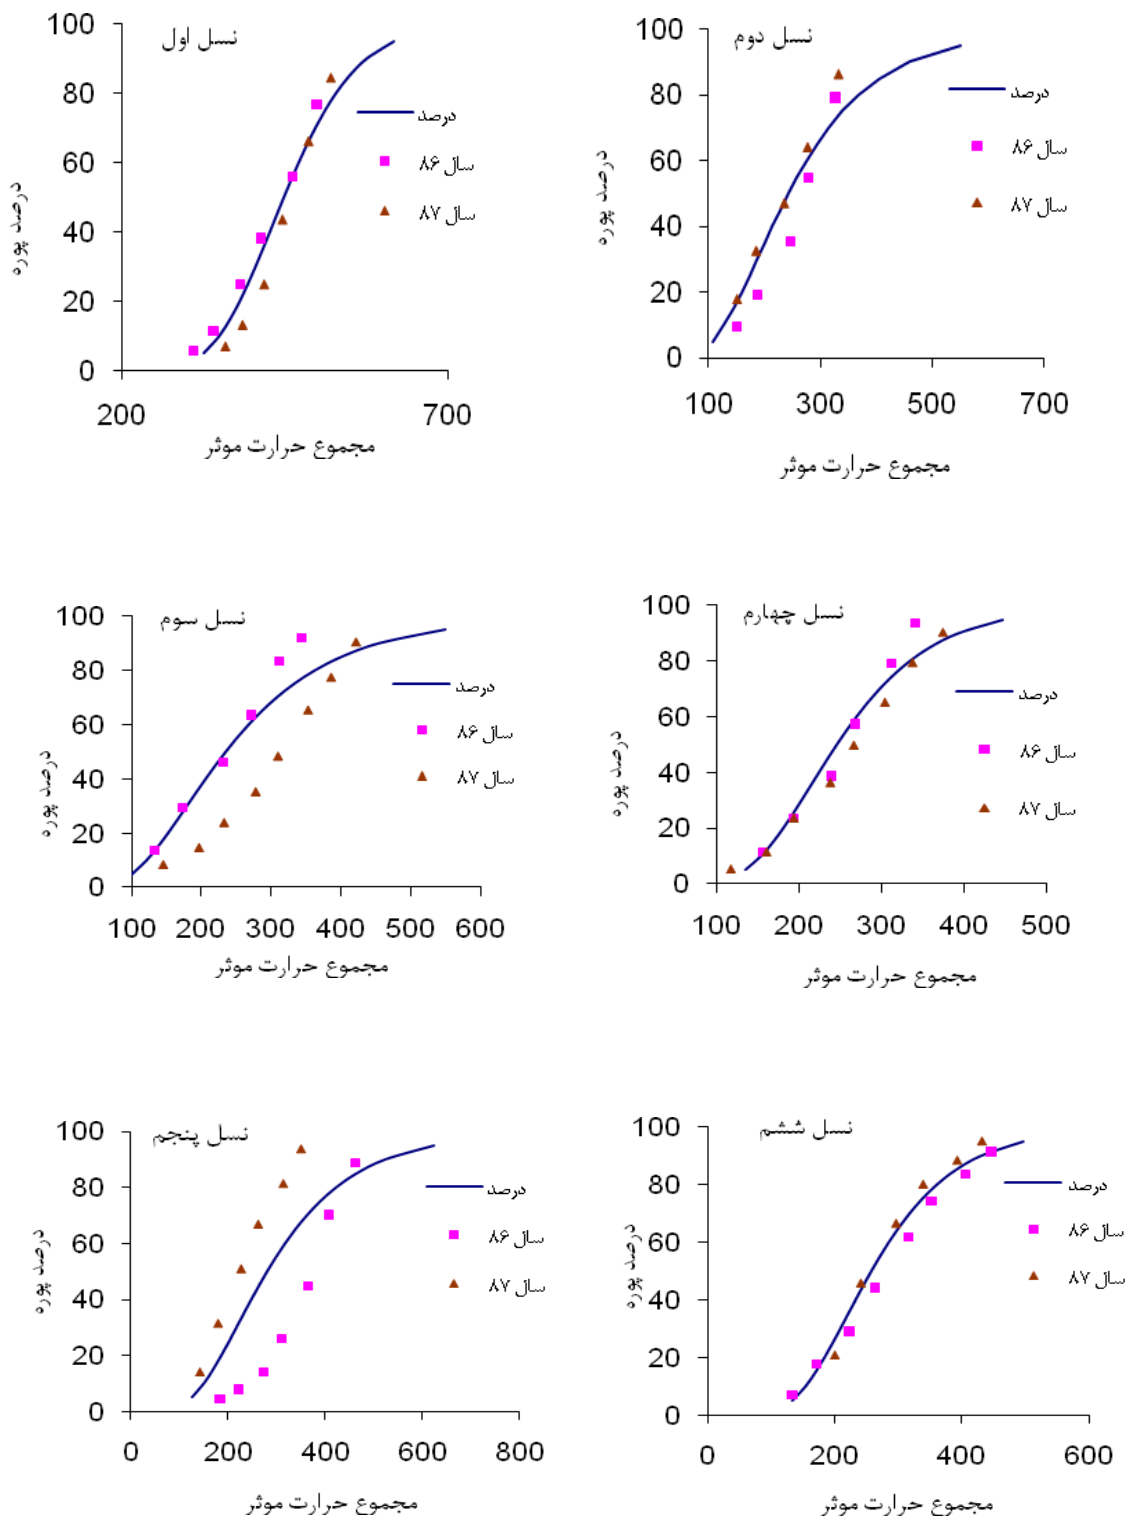 نسل اول
100
80
60
40
20
0
200 700
درصد پوره
مجموع حرارت موثر
درصد
سال ۸۶
سال ۸۷
نسل دوم
100
80
60
40
20
0
100 300 500 700
درصد پوره
مجموع حرارت موثر
درصد
سال ۸۶
سال ۸۷
نسل سوم
100
80
60
40
20
0
100 200 300 400 500 600
درصد پوره
مجموع حرارت موثر
درصد
سال ۸۶
سال ۸۷
نسل چهارم
100
80
60
40
20
0
100 200 300 400 500
درصد پوره
مجموع حرارت موثر
درصد
سال ۸۶
سال ۸۷
نسل پنجم
100
80
60
40
20
0
0 200 400 600 800
درصد پوره
مجموع حرارت موثر
درصد
سال ۸۶
سال ۸۷
نسل ششم
100
80
60
40
20
0
0 200 400 600
درصد پوره
مجموع حرارت موثر
درصد
سال ۸۶
سال ۸۷